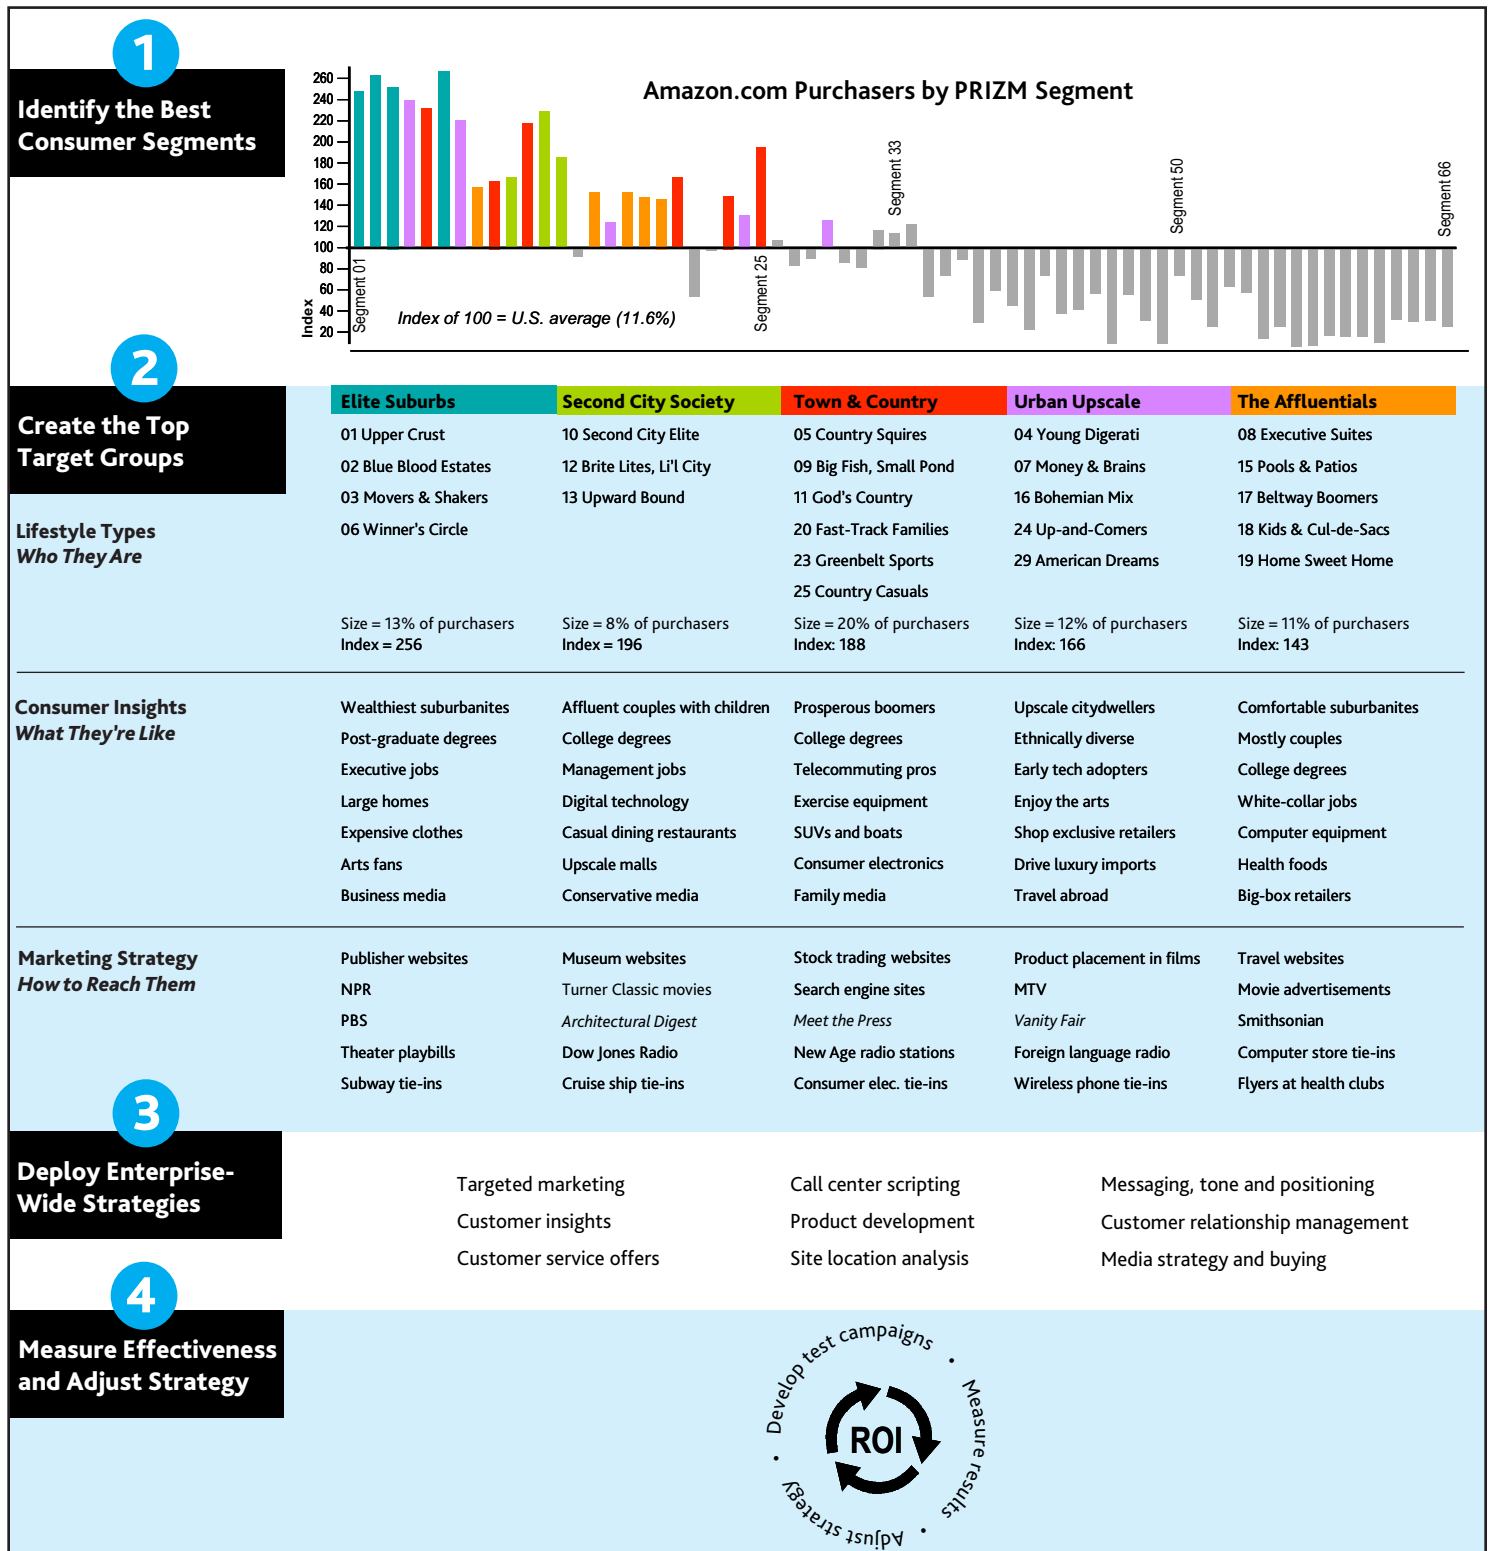 1
Identify the Best
Consumer Segments
Amazon.com Purchasers by PRIZM Segment
260
240
220
200
180
160
140
120
100
80
60
40
20
Index
Segment 01
Segment 25
Segment 33
Segment 50
Segment 66
Index of 100 = U.S. average (11.6%)
2
Create the Top
Target Groups
Lifestyle Types
Who They Are
Elite Suburbs
01 Upper Crust
02 Blue Blood Estates
03 Movers & Shakers
06 Winner's Circle
Size = 13% of purchasers
Index = 256
Second City Society
10 Second City Elite
12 Brite Lites, Li'l City
13 Upward Bound
Size = 8% of purchasers
Index = 196
Town & Country
05 Country Squires
09 Big Fish, Small Pond
11 God's Country
20 Fast-Track Families
23 Greenbelt Sports
25 Country Casuals
Size = 20% of purchasers
Index: 188
Urban Upscale
04 Young Digerati
07 Money & Brains
16 Bohemian Mix
24 Up-and-Comers
29 American Dreams
Size = 12% of purchasers
Index: 166
The Affluentials
08 Executive Suites
15 Pools & Patios
17 Beltway Boomers
18 Kids & Cul-de-Sacs
19 Home Sweet Home
Size = 11% of purchasers
Index: 143
Consumer Insights
What They're Like
Wealthiest suburbanites
Post-graduate degrees
Executive jobs
Large homes
Expensive clothes
Arts fans
Business media
Affluent couples with children
College degrees
Management jobs
Digital technology
Casual dining restaurants
Upscale malls
Conservative media
Prosperous boomers
College degrees
Telecommuting pros
Exercise equipment
SUVs and boats
Consumer electronics
Family media
Upscale citydwellers
Ethnically diverse
Early tech adopters
Enjoy the arts
Shop exclusive retailers
Drive luxury imports
Travel abroad
Comfortable suburbanites
Mostly couples
College degrees
White-collar jobs
Computer equipment
Health foods
Big-box retailers
Marketing Strategy
How to Reach Them
Publisher websites
NPR
PBS
Theater playbills
Subway tie-ins
Museum websites
Turner Classic movies
Architectural Digest
Dow Jones Radio
Cruise ship tie-ins
Stock trading websites
Search engine sites
Meet the Press
New Age radio stations
Consumer elec. tie-ins
Product placement in films
MTV
Vanity Fair
Foreign language radio
Wireless phone tie-ins
Travel websites
Movie advertisements
Smithsonian
Computer store tie-ins
Flyers at health clubs
3
Deploy Enterprise-
Wide Strategies
Targeted marketing
Customer insights
Customer service offers
Call center scripting
Product development
Site location analysis
Messaging, tone and positioning
Customer relationship management
Media strategy and buying
4
Measure Effectiveness
and Adjust Strategy
Develop test campaigns •
Measure results •
Adjust strategy •
ROI